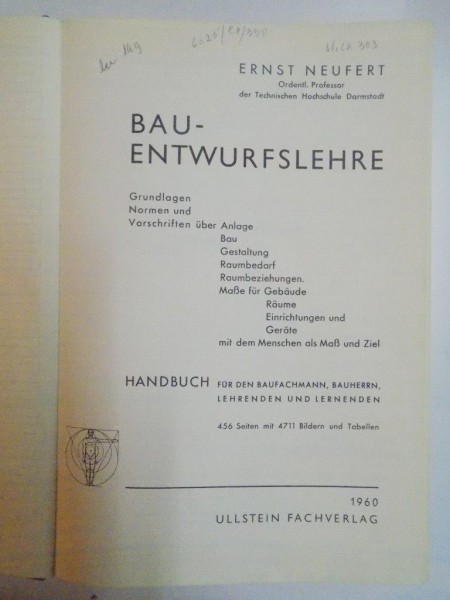 ERNST NEUFERT
Ordentl. Professor
der Technischen Hochschule Darmstadt
BAU-
ENTWURFSLEHRE
Grundlagen
Normen und
Vorschriften über Anlage
Bau
Gestaltung
Raumbedarf
Raumbeziehungen.
Maße für Gebäude
Räume
Einrichtungen und
Geräte
mit dem Menschen als Maß und Ziel
HANDBUCH FÜR DEN BAUFACHMANN, BAUHERRN,
LEHRENDEN UND LERNENDEN
456 Seiten mit 4711 Bildern und Tabellen
1960
ULLSTEIN FACHVERLAG